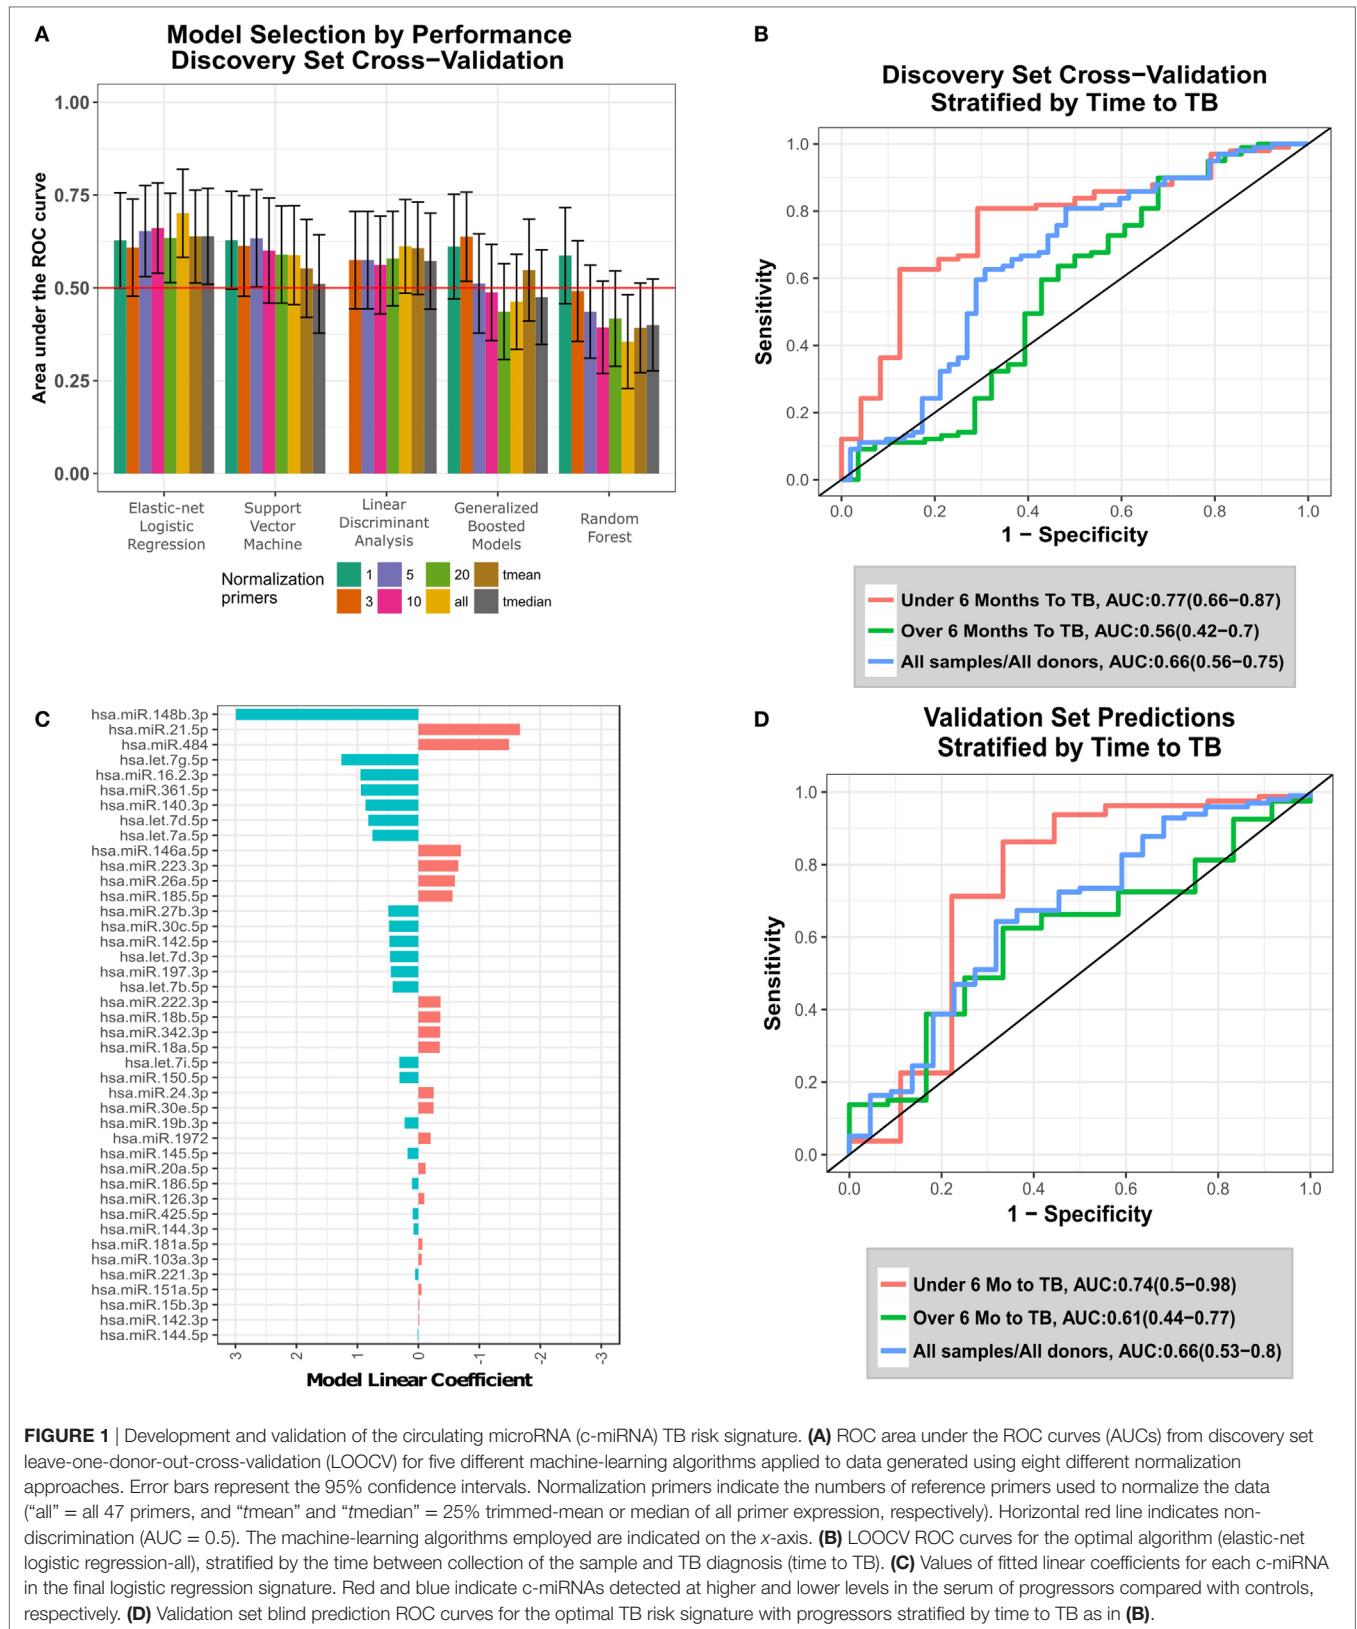 A
Model Selection by Performance
Discovery Set Cross−Validation
Area under the ROC curve
1.00
0.75
0.50
0.25
0.00
Elastic-net
Logistic
Regression
Support
Vector
Machine
Linear
Discriminant
Analysis
Generalized
Boosted
Models
Random
Forest
Normalization
primers
1 5 20 tmean
3 10 all tmedian
B
Discovery Set Cross−Validation
Stratified by Time to TB
Sensitivity
1.0
0.8
0.6
0.4
0.2
0.0
0.0 0.2 0.4 0.6 0.8 1.0
1 − Specificity
Under 6 Months To TB, AUC:0.77(0.66−0.87)
Over 6 Months To TB, AUC:0.56(0.42−0.7)
All samples/All donors, AUC:0.66(0.56−0.75)
C
hsa.miR.148b.3p
hsa.miR.21.5p
hsa.miR.484
hsa.let.7g.5p
hsa.miR.16.2.3p
hsa.miR.361.5p
hsa.miR.140.3p
hsa.let.7d.5p
hsa.let.7a.5p
hsa.miR.146a.5p
hsa.miR.223.3p
hsa.miR.26a.5p
hsa.miR.185.5p
hsa.miR.27b.3p
hsa.miR.30c.5p
hsa.miR.142.5p
hsa.let.7d.3p
hsa.miR.197.3p
hsa.let.7b.5p
hsa.miR.222.3p
hsa.miR.18b.5p
hsa.miR.342.3p
hsa.miR.18a.5p
hsa.let.7i.5p
hsa.miR.150.5p
hsa.miR.24.3p
hsa.miR.30e.5p
hsa.miR.19b.3p
hsa.miR.1972
hsa.miR.145.5p
hsa.miR.20a.5p
hsa.miR.186.5p
hsa.miR.126.3p
hsa.miR.425.5p
hsa.miR.144.3p
hsa.miR.181a.5p
hsa.miR.103a.3p
hsa.miR.221.3p
hsa.miR.151a.5p
hsa.miR.15b.3p
hsa.miR.142.3p
hsa.miR.144.5p
3 2 1 0 -1 -2 -3
Model Linear Coefficient
D
Validation Set Predictions
Stratified by Time to TB
Sensitivity
1.0
0.8
0.6
0.4
0.2
0.0
0.0 0.2 0.4 0.6 0.8 1.0
1 − Specificity
Under 6 Mo to TB, AUC:0.74(0.5−0.98)
Over 6 Mo to TB, AUC:0.61(0.44−0.77)
All samples/All donors, AUC:0.66(0.53−0.8)
FIGURE 1 | Development and validation of the circulating microRNA (c-miRNA) TB risk signature. (A) ROC area under the ROC curves (AUCs) from discovery set
leave-one-donor-out-cross-validation (LOOCV) for five different machine-learning algorithms applied to data generated using eight different normalization
approaches. Error bars represent the 95% confidence intervals. Normalization primers indicate the numbers of reference primers used to normalize the data
(“all” = all 47 primers, and “tmean” and “tmedian” = 25% trimmed-mean or median of all primer expression, respectively). Horizontal red line indicates non-
discrimination (AUC = 0.5). The machine-learning algorithms employed are indicated on the x-axis. (B) LOOCV ROC curves for the optimal algorithm (elastic-net
logistic regression-all), stratified by the time between collection of the sample and TB diagnosis (time to TB). (C) Values of fitted linear coefficients for each c-miRNA
in the final logistic regression signature. Red and blue indicate c-miRNAs detected at higher and lower levels in the serum of progressors compared with controls,
respectively. (D) Validation set blind prediction ROC curves for the optimal TB risk signature with progressors stratified by time to TB as in (B).